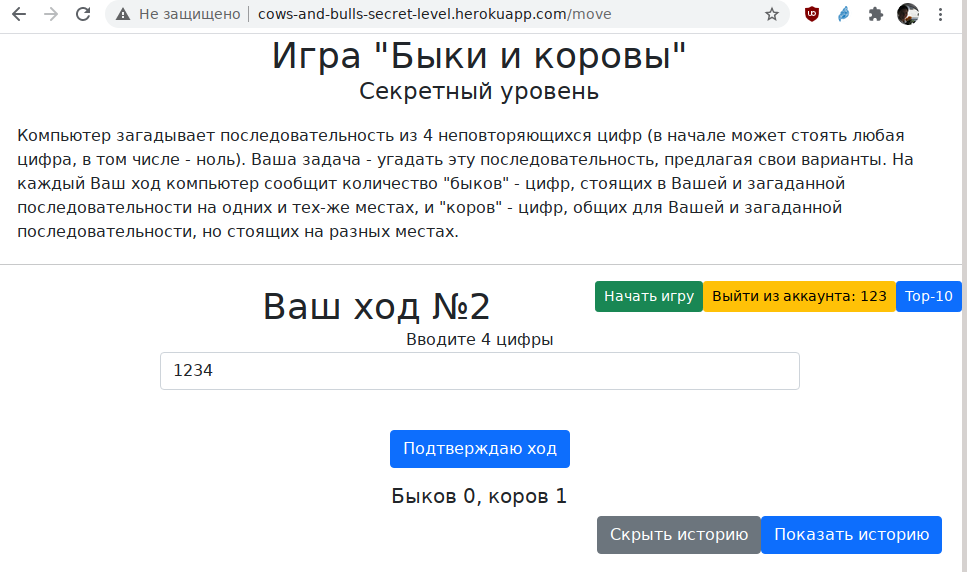 Не защищено cows-and-bulls-secret-level.herokuapp.com/move
Игра "Быки и коровы"
Секретный уровень
Компьютер загадывает последовательность из 4 неповторяющихся цифр (в начале может стоять любая
цифра, в том числе - ноль). Ваша задача - угадать эту последовательность, предлагая свои варианты. На
каждый Ваш ход компьютер сообщит количество "быков" - цифр, стоящих в Вашей и загаданной
последовательности на одних и тех-же местах, и "коров" - цифр, общих для Вашей и загаданной
последовательности, но стоящих на разных местах.
Ваш ход №2
Начать игру Выйти из аккаунта: 123 Top-10
Вводите 4 цифры
1234
Подтверждаю ход
Быков 0, коров 1
Скрыть историю Показать историю